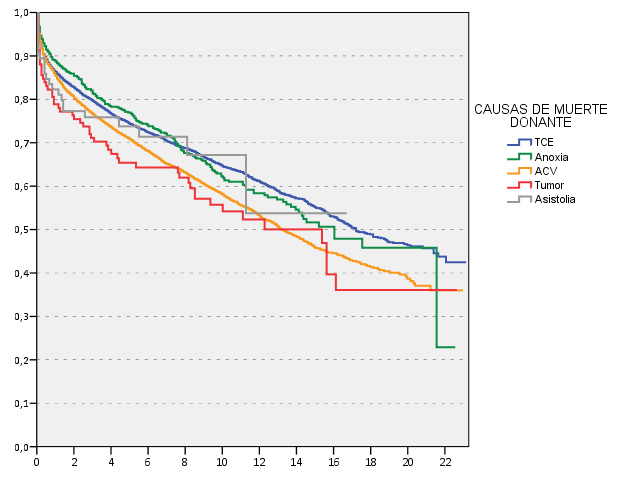 1,0
0,9
0,8
0,7
0,6
0,5
0,4
0,3
0,2
0,1
0,0
0 2 4 6 8 10 12 14 16 18 20 22
CAUSAS DE MUERTE
DONANTE
TCE
Anoxia
ACV
Tumor
Asistolia